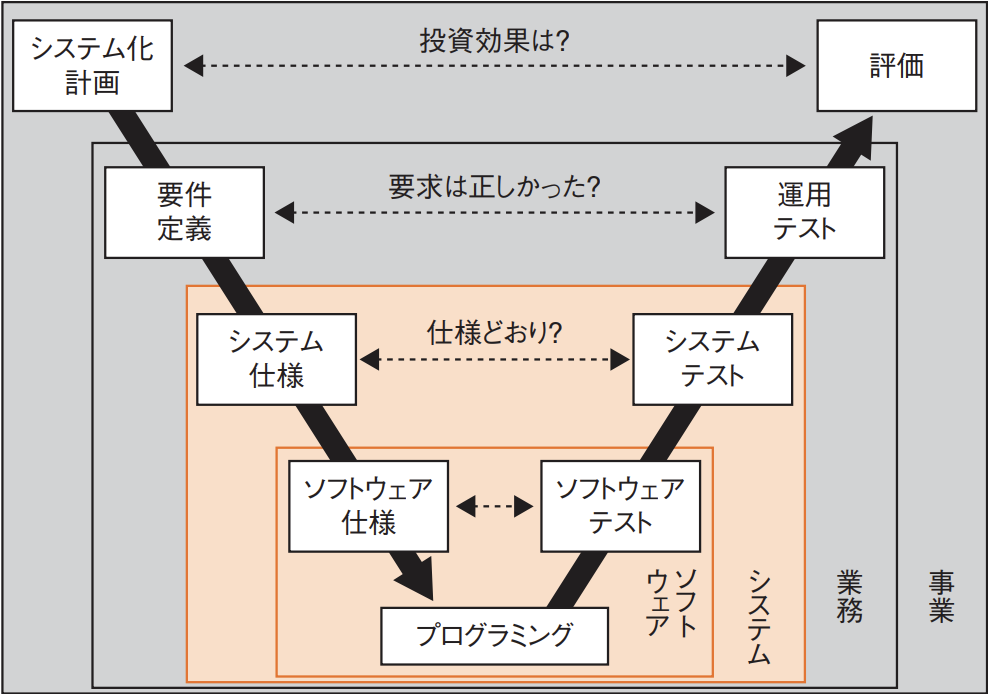 システム化
計画
投資効果は?
評価
要件
定義
要求は正しかった?
運用
テスト
システム
仕様
仕様どおり?
システム
テスト
ソフトウェア
仕様
ソフトウェア
テスト
プログラミング
ソフト
ウェア
システム
業務
事業